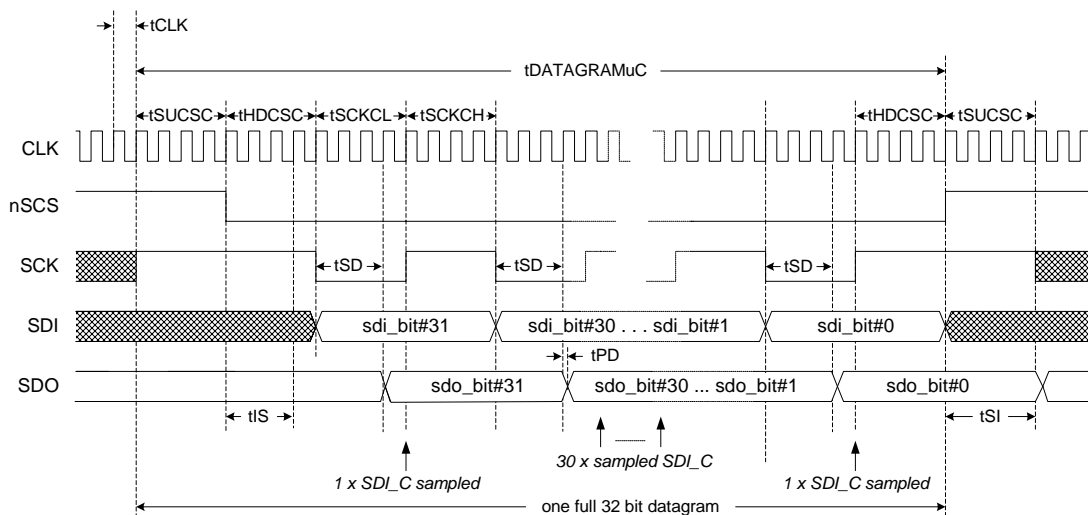 tCLK
tDATAGRAMuC
tSUCSC tHDCSC tSCKCL tSCKCH tHDCSC tSUCSC
CLK
nSCS
SCK
tSD tSD tSD
SDI
sdi_bit#31 sdi_bit#30 . . . sdi_bit#1 sdi_bit#0
tPD
SDO
sdo_bit#31 sdo_bit#30 ... sdo_bit#1 sdo_bit#0
tIS tSI
1 x SDI_C sampled 30 x sampled SDI_C 1 x SDI_C sampled
one full 32 bit datagram